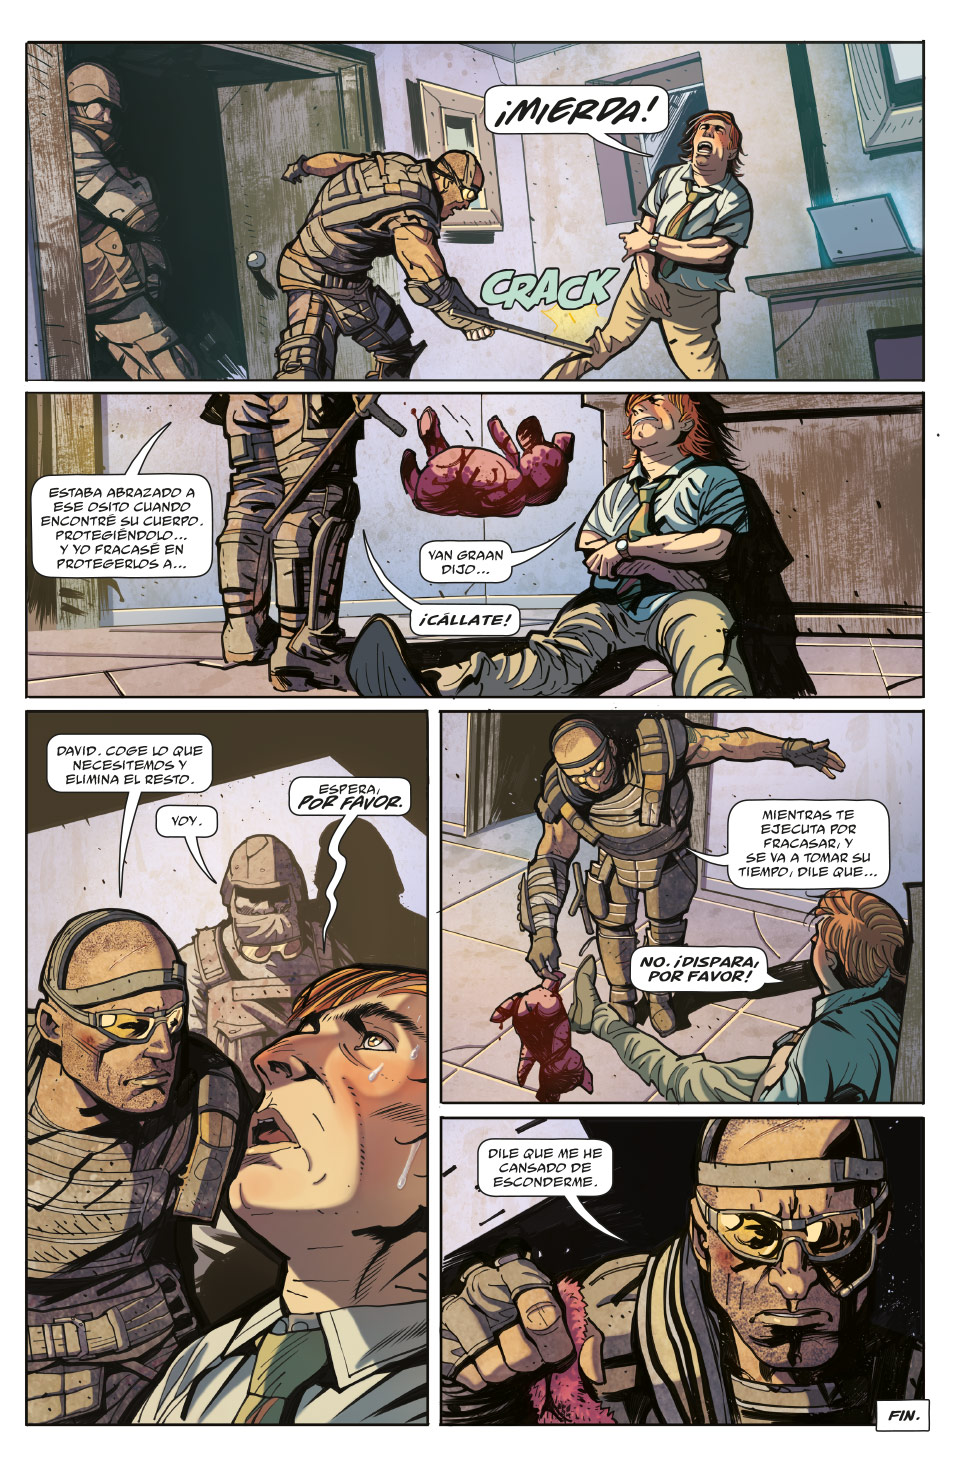 ¡MIERDA!
CRACK
ESTABA ABRAZADO A
ESE OSITO CUANDO
ENCONTRÉ SU CUERPO.
PROTEGIÉNDOLO...
Y YO FRACASÉ EN
PROTEGERLOS A...
YAN GRAAN
DIJO...
¡CÁLLATE!
DAVID. COGE LO QUE
NECESITEMOS Y
ELIMINA EL RESTO.
VOY.
ESPERA,
POR FAVOR.
MIENTRAS TE
EJECUTA POR
FRACASAR, Y
SE VA A TOMAR SU
TIEMPO, DILE QUE...
NO. ¡DISPARA,
POR FAVOR!
DILE QUE ME HE
CANSADO DE
ESCONDERME.
FIN.